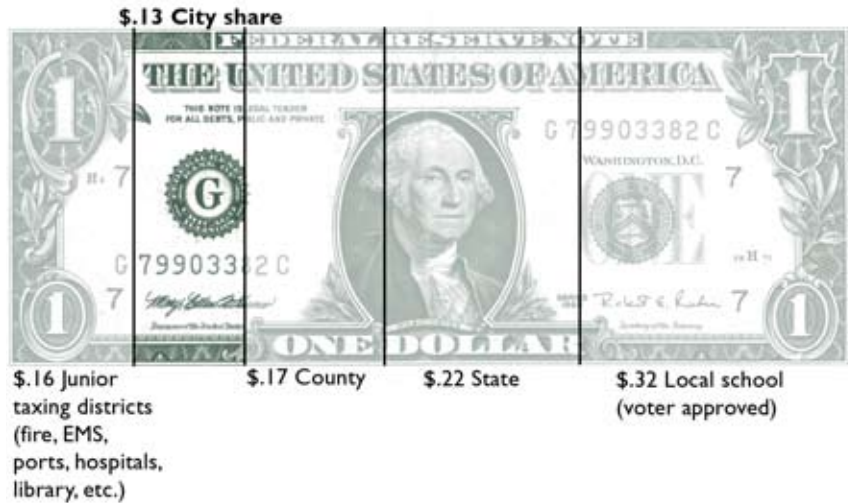 $.13 City share
FEDERAL RESERVE NOTE
THE UNITED STATES OF AMERICA
THIS NOTE IS LEGAL TENDER
FOR ALL DEBTS, PUBLIC AND PRIVATE
G 79903382 C
WASHINGTON, D.C.
1
1
7
7
G
ONE
G 79903382 C
7
7
1
1
ONE DOLLAR
$.16 Junior
taxing districts
(fire, EMS,
ports, hospitals,
library, etc.)
$.17 County
$.22 State
$.32 Local school
(voter approved)